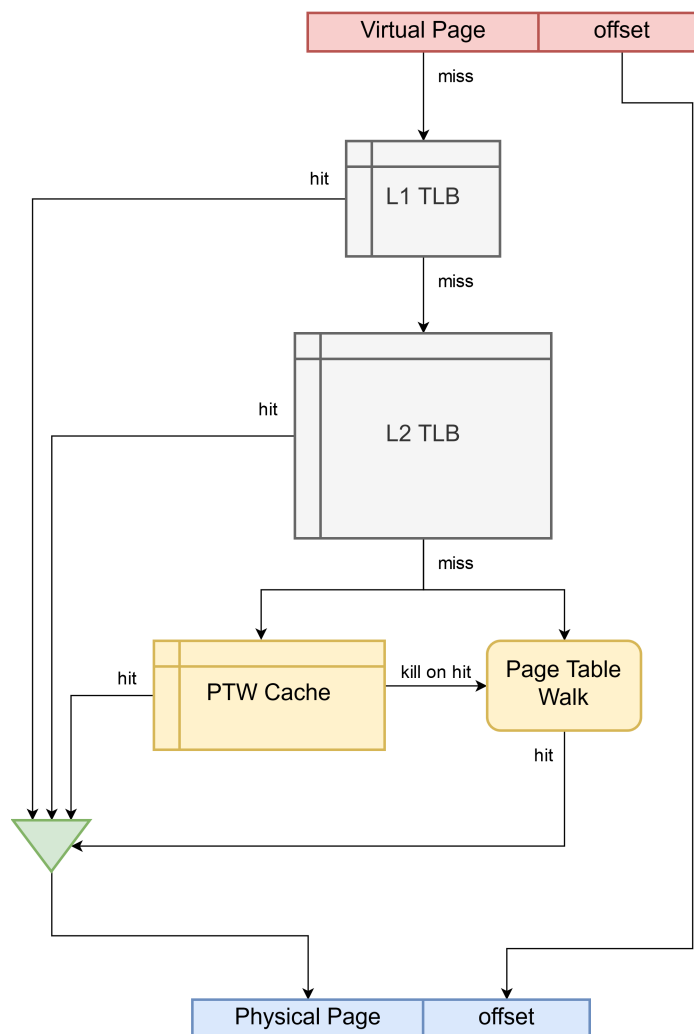 Virtual Page
offset
miss
hit
L1 TLB
miss
hit
L2 TLB
miss
hit
PTW Cache
kill on hit
Page Table
Walk
hit
Physical Page
offset